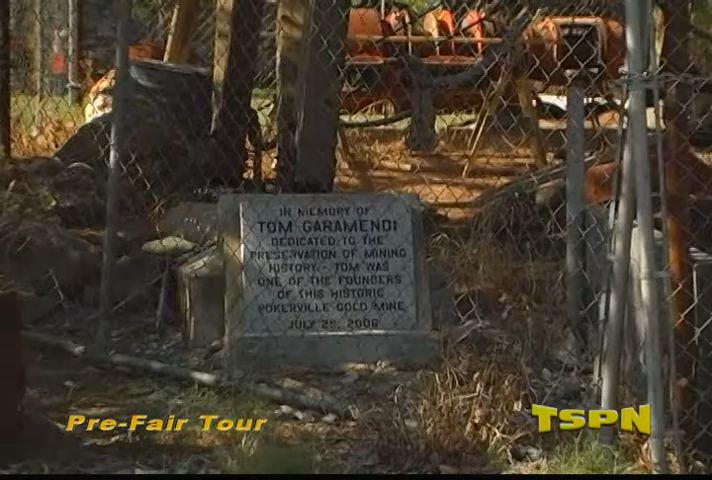 IN MEMORY OF
TOM GARAMENDI
DEDICATED TO THE
PRESERVATION OF MINING
HISTORY - TOM WAS
ONE OF THE FOUNDERS
OF THIS HISTORIC
POKERVILLE GOLD MINE
JULY 29, 2006
Pre-Fair Tour
TSPN